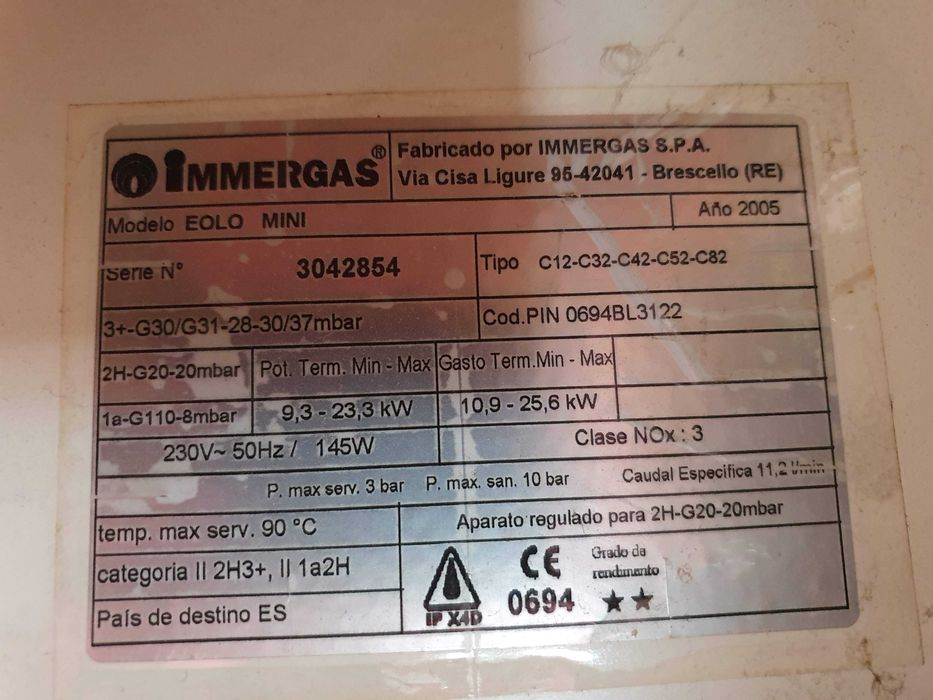 IMMERGAS®
Fabricado por IMMERGAS S.P.A.
Via Cisa Ligure 95-42041 - Brescello (RE)
Modelo EOLO MINI
Año 2005
Serie Nº 3042854
Tipo C12-C32-C42-C52-C82
3+-G30/G31-28-30/37mbar
Cod.PIN 0694BL3122
2H-G20-20mbar
Pot. Term. Min - Max
Gasto Term.Min - Max
1a-G110-8mbar
9,3 - 23,3 kW
10,9 - 25,6 kW
230V~ 50Hz / 145W
Clase NOx : 3
P. max serv. 3 bar P. max. san. 10 bar Caudal Especifica 11,2 l/min
temp. max serv. 90 °C
Aparato regulado para 2H-G20-20mbar
categoria II 2H3+, II 1a2H
País de destino ES
IP X4D
CE
0694
Grado de
rendimento
★★